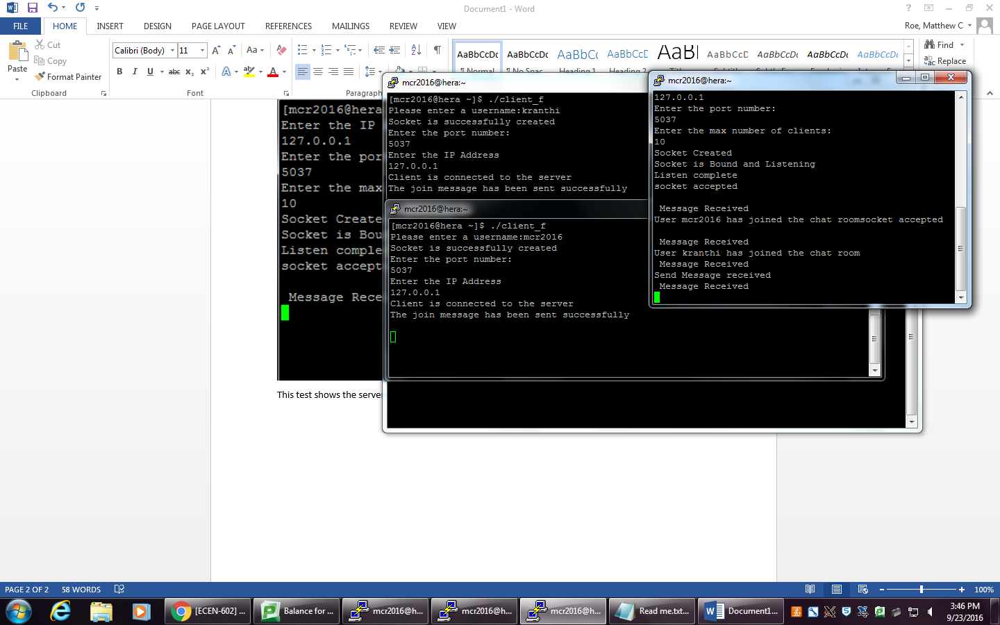 Document1 - Word
FILE HOME INSERT DESIGN PAGE LAYOUT REFERENCES MAILINGS REVIEW VIEW
Roe, Matthew C
Paste
Cut
Copy
Format Painter
Clipboard
Calibri (Body) 11
Font
Paragraph
AaBbCcDc AaBbCcDc AaBbCc AaBbCcD AaB AaBbCcD AaBbCcDc AaBbCcDc AaBbCcDc
¶ Normal ¶ No Spac... Heading 1 Heading 2
Find
Replace
[mcr2016@hera
Enter the IP
127.0.0.1
Enter the por
5037
Enter the max
10
Socket Create
Socket is Bou
Listen comple
socket accept
Message Rece
This test shows the server
mcr2016@hera:~
[mcr2016@hera ~]$ ./client_f
Please enter a username:kranthi
Socket is successfully created
Enter the port number:
5037
Enter the IP Address
127.0.0.1
Client is connected to the server
The join message has been sent successfully
mcr2016@hera:~
[mcr2016@hera ~]$ ./client_f
Please enter a username:mcr2016
Socket is successfully created
Enter the port number:
5037
Enter the IP Address
127.0.0.1
Client is connected to the server
The join message has been sent successfully
mcr2016@hera:~
127.0.0.1
Enter the port number:
5037
Enter the max number of clients:
10
Socket Created
Socket is Bound and Listening
Listen complete
socket accepted
Message Received
User mcr2016 has joined the chat roomsocket accepted
Message Received
User kranthi has joined the chat room
Message Received
Send Message received
Message Received
PAGE 2 OF 2 58 WORDS
100%
[ECEN-602] ...
Balance for ...
mcr2016@h...
mcr2016@h...
mcr2016@h...
Read me.txt...
Document1...
3:46 PM
9/23/2016